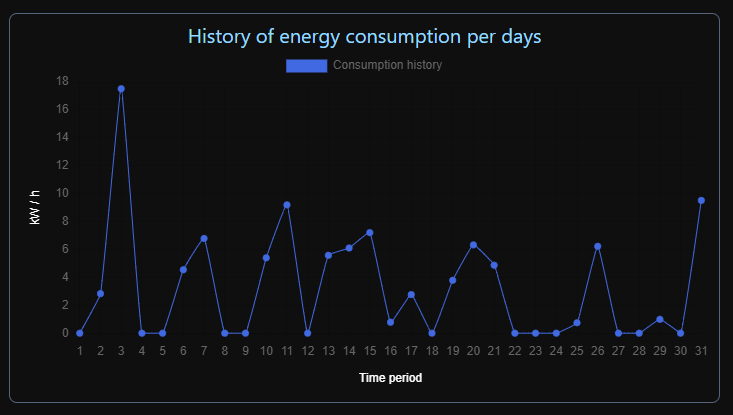 History of energy consumption per days
Consumption history
18
16
14
12
10
8
6
4
2
0
kW / h
1 2 3 4 5 6 7 8 9 10 11 12 13 14 15 16 17 18 19 20 21 22 23 24 25 26 27 28 29 30 31
Time period